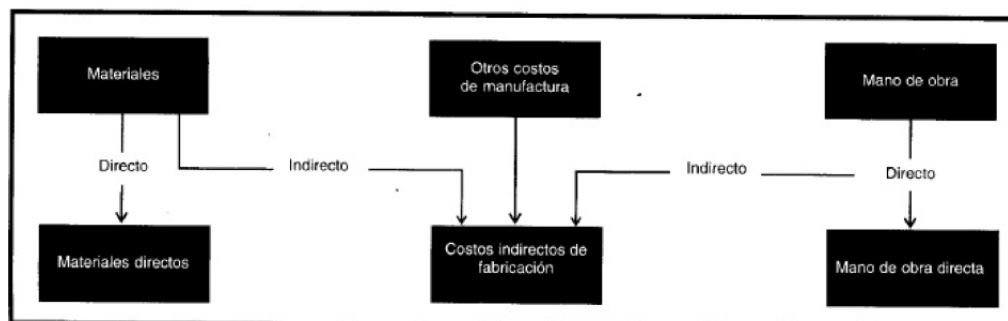 Materiales
Otros costos
de manufactura
Mano de obra
Directo
Indirecto
Indirecto
Directo
Materiales directos
Costos indirectos de
fabricación
Mano de obra directa